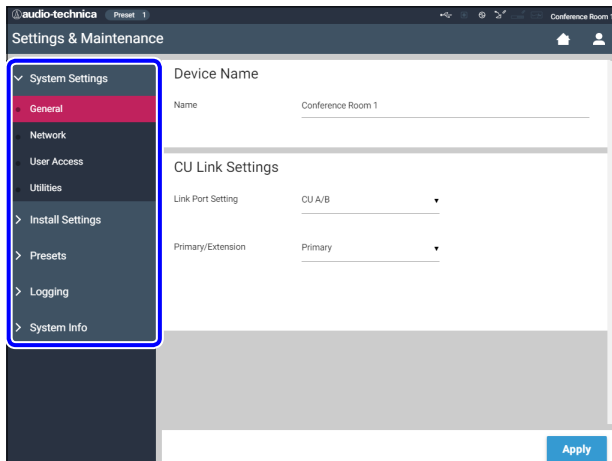 audio-technica Preset 1
Conference Room 1
Settings & Maintenance
System Settings
General
Network
User Access
Utilities
Install Settings
Presets
Logging
System Info
Device Name
Name Conference Room 1
CU Link Settings
Link Port Setting CU A/B
Primary/Extension Primary
Apply